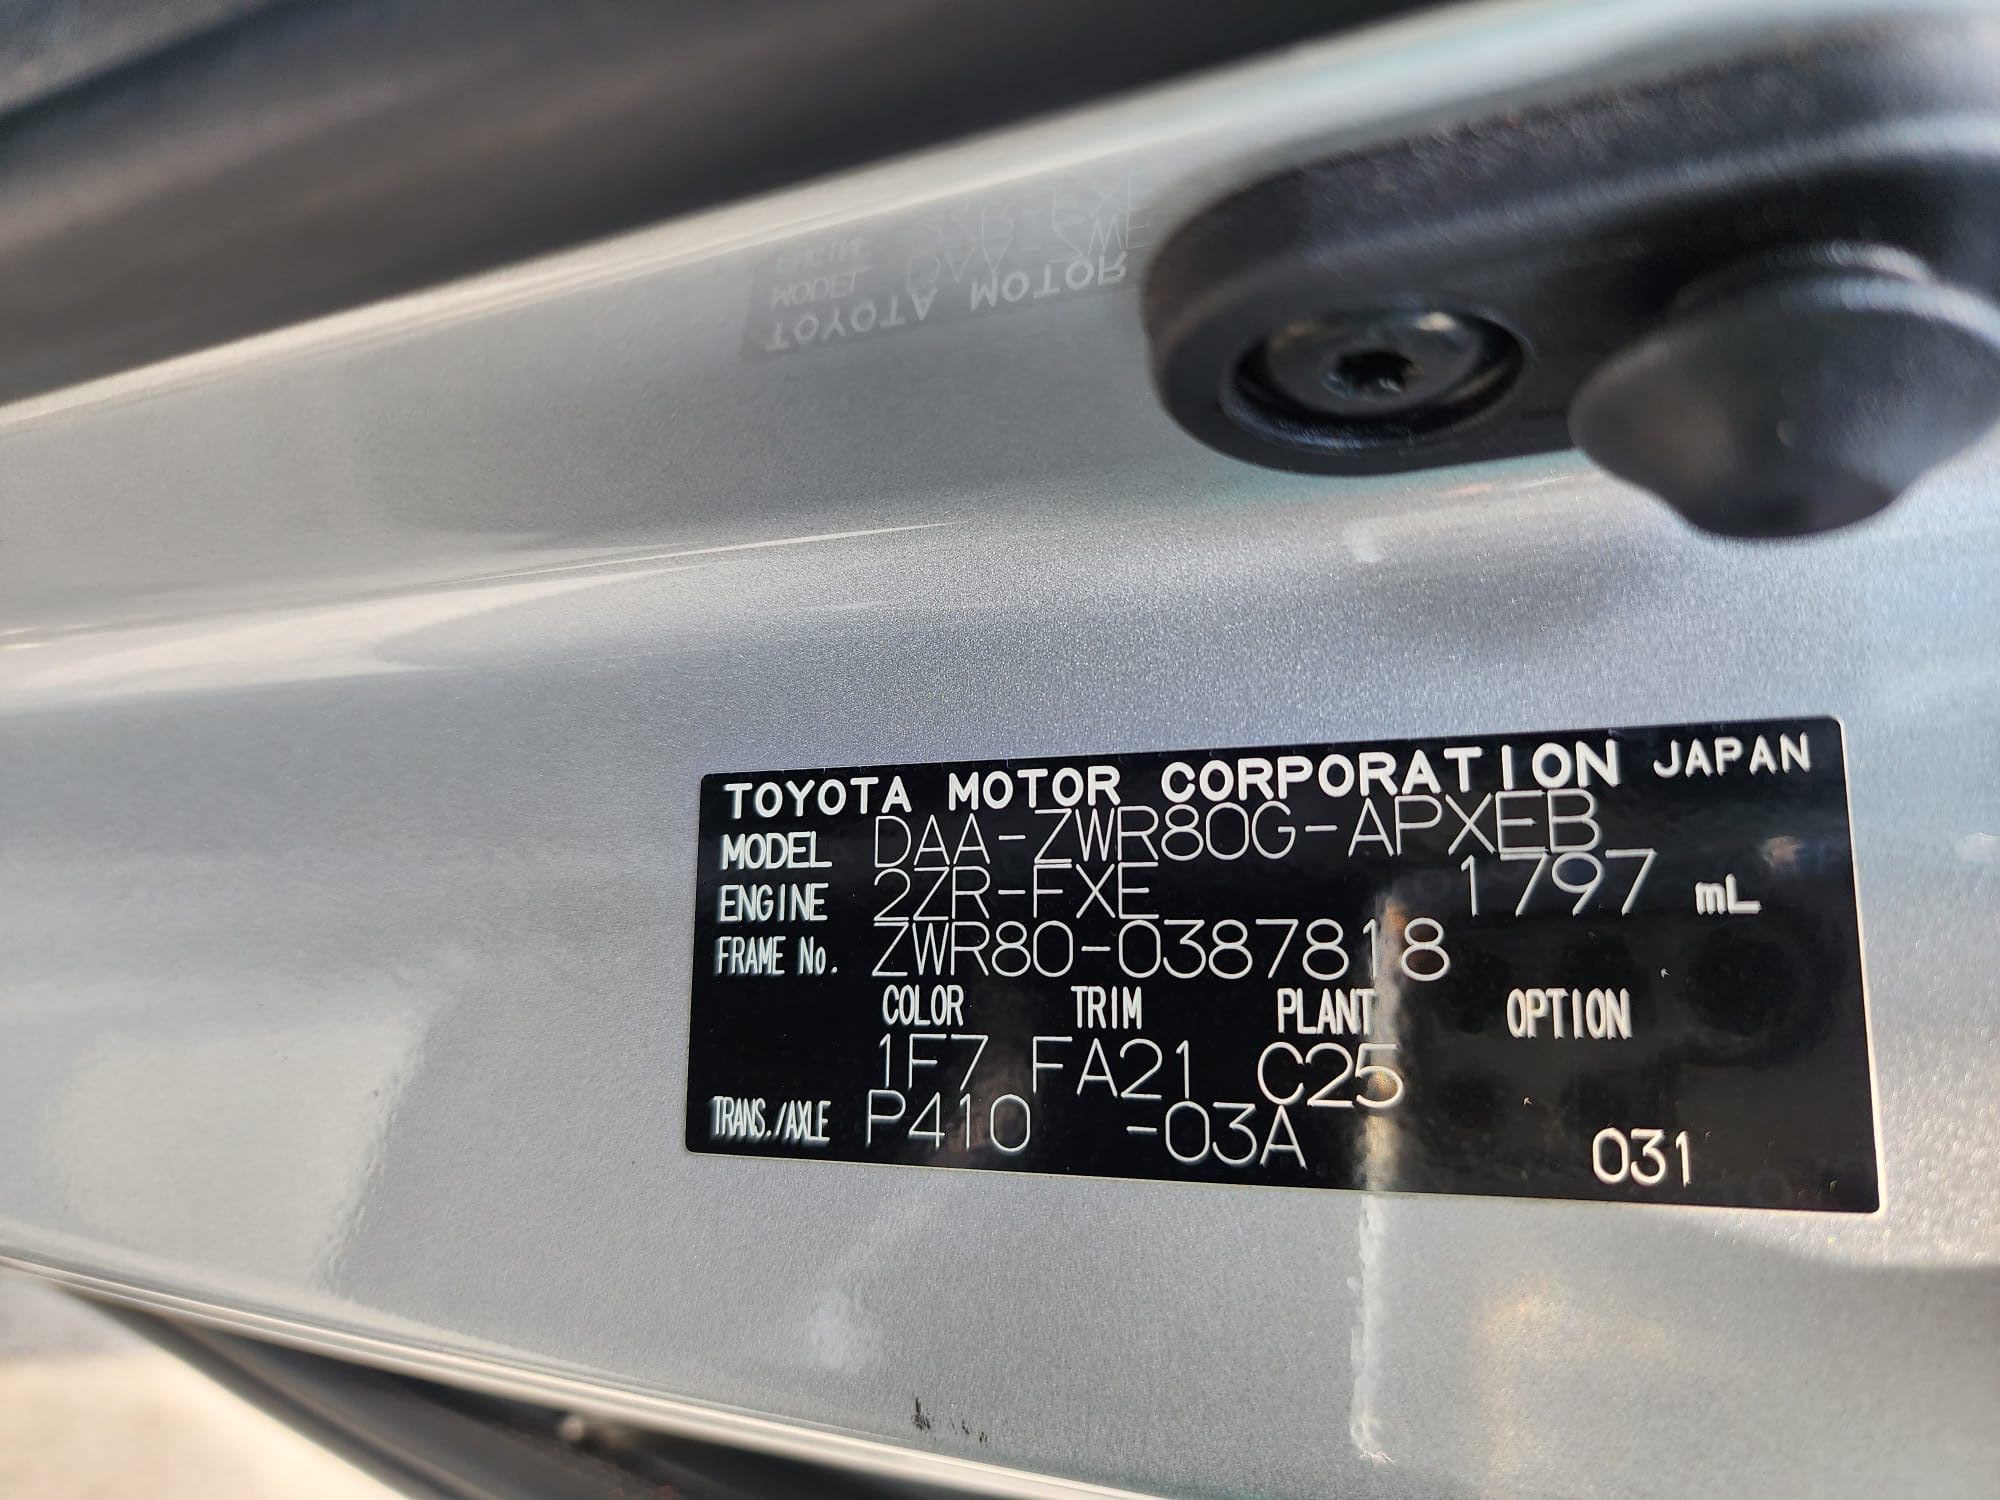 TOYOTA MOTOR CORPORATION JAPAN
MODEL DAA-ZWR80G-APXEB
ENGINE 2ZR-FXE 1797 mL
FRAME No. ZWR80-0387818
COLOR TRIM PLANT OPTION
1F7 FA21 C25
TRANS./AXLE P410 -03A 031